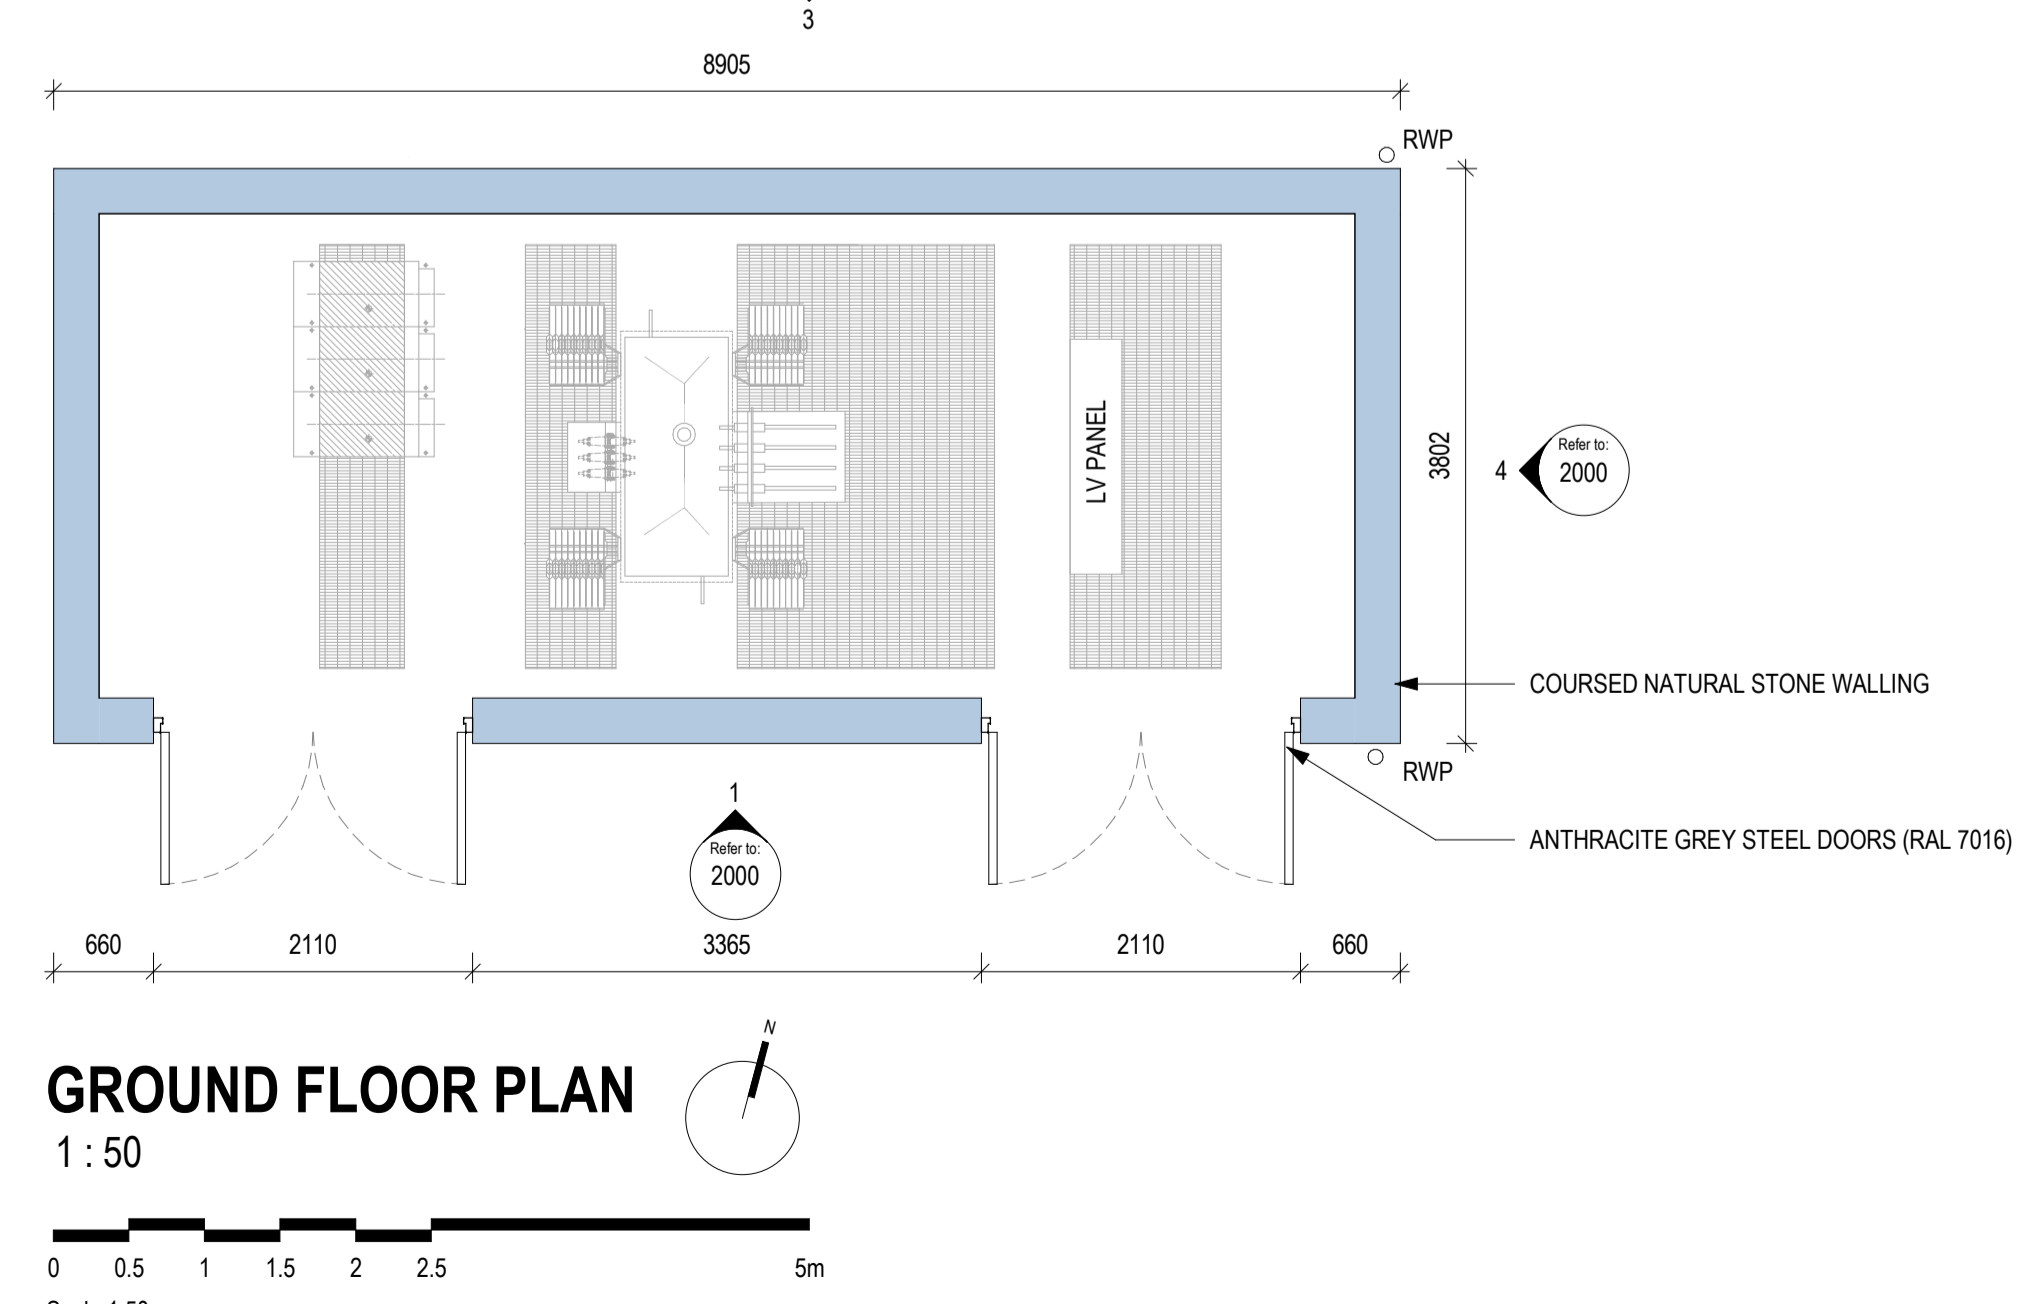 3
8905
RWP
3802
4
Refer to:
2000
LV PANEL
COURSED NATURAL STONE WALLING
RWP
ANTHRACITE GREY STEEL DOORS (RAL 7016)
1
Refer to:
2000
660 2110 3365 2110 660
N
GROUND FLOOR PLAN
1 : 50
0 0.5 1 1.5 2 2.5 5m